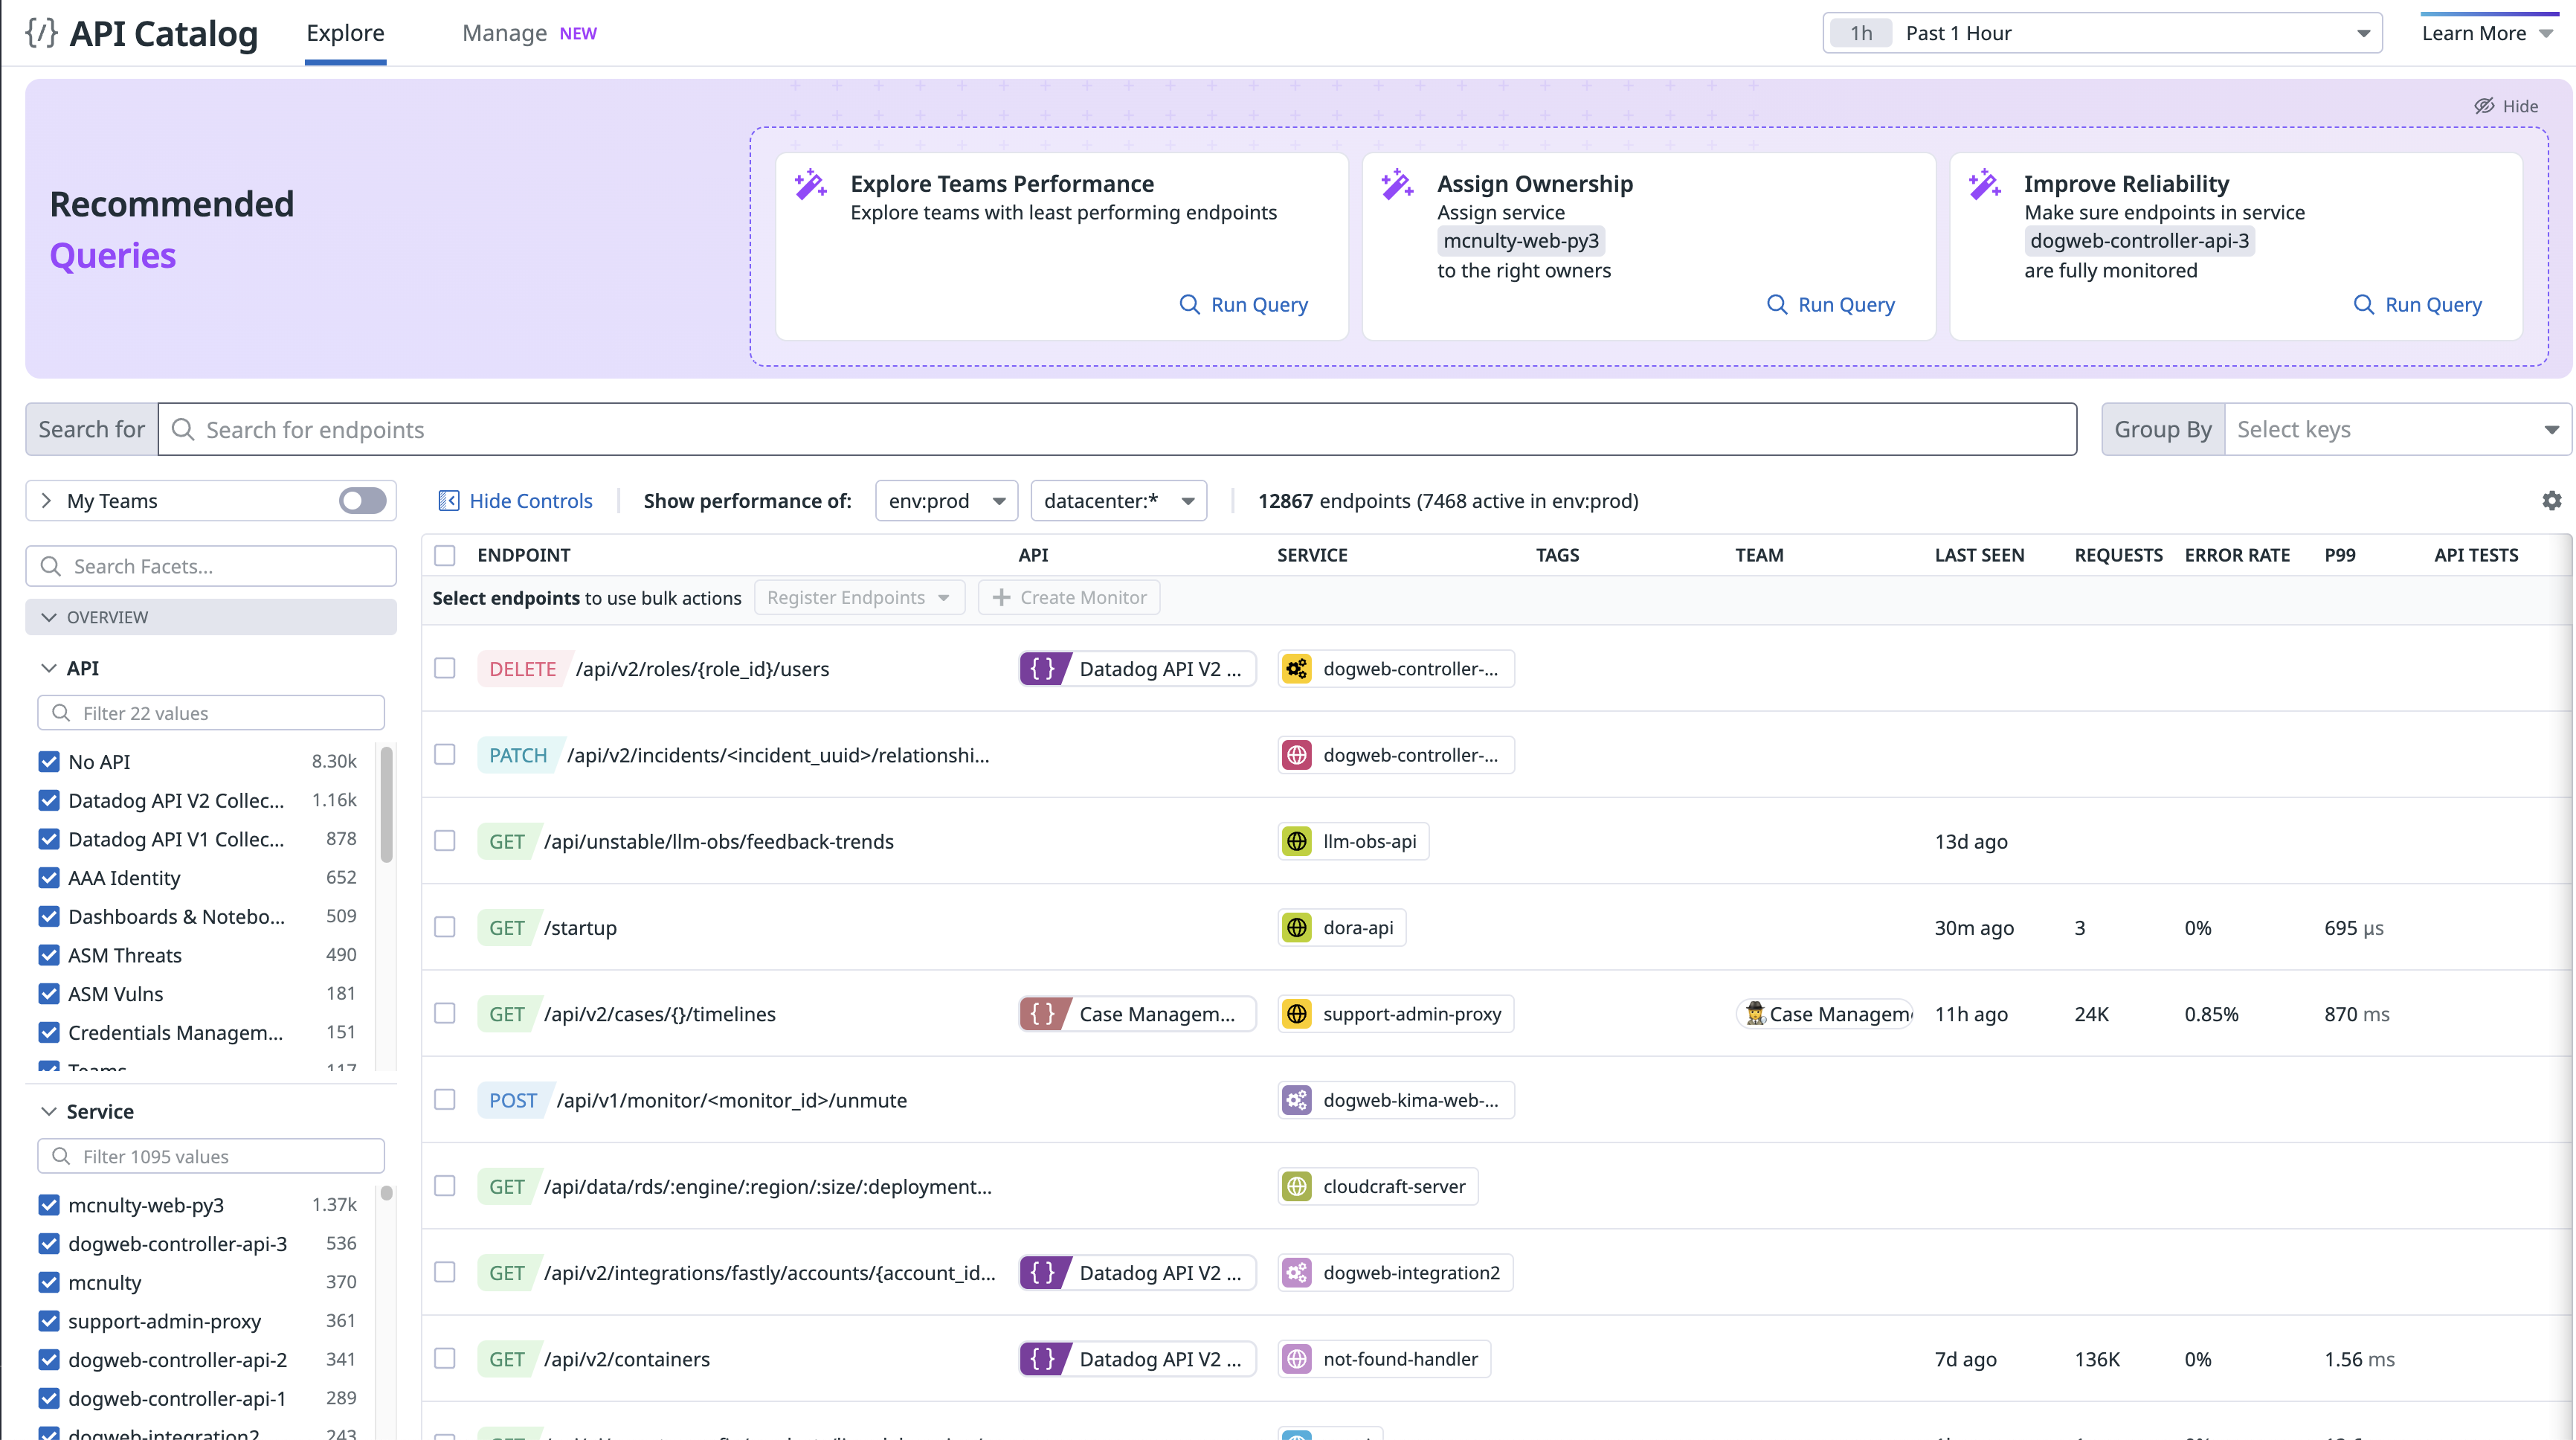 {/} API Catalog
Explore
Manage NEW
1h Past 1 Hour
Learn More
Hide
Recommended
Queries
Explore Teams Performance
Explore teams with least performing endpoints
Run Query
Assign Ownership
Assign service
mcnulty-web-py3
to the right owners
Run Query
Improve Reliability
Make sure endpoints in service
dogweb-controller-api-3
are fully monitored
Run Query
Search for Search for endpoints
Group By Select keys
My Teams
Search Facets...
OVERVIEW
API
Filter 22 values
No API 8.30k
Datadog API V2 Collec... 1.16k
Datadog API V1 Collec... 878
AAA Identity 652
Dashboards & Notebo... 509
ASM Threats 490
ASM Vulns 181
Credentials Managem... 151
Teams 117
Service
Filter 1095 values
mcnulty-web-py3 1.37k
dogweb-controller-api-3 536
mcnulty 370
support-admin-proxy 361
dogweb-controller-api-2 341
dogweb-controller-api-1 289
dogweb-integration2 243
Hide Controls
Show performance of: env:prod datacenter:* 12867 endpoints (7468 active in env:prod)
ENDPOINT API SERVICE TAGS TEAM LAST SEEN REQUESTS ERROR RATE P99 API TESTS
Select endpoints to use bulk actions Register Endpoints + Create Monitor
DELETE /api/v2/roles/{role_id}/users { } Datadog API V2 ... dogweb-controller-...
PATCH /api/v2/incidents/<incident_uuid>/relationshi... dogweb-controller-...
GET /api/unstable/llm-obs/feedback-trends llm-obs-api 13d ago
GET /startup dora-api 30m ago 3 0% 695 µs
GET /api/v2/cases/{}/timelines { } Case Managem... support-admin-proxy Case Managem 11h ago 24K 0.85% 870 ms
POST /api/v1/monitor/<monitor_id>/unmute dogweb-kima-web-...
GET /api/data/rds/:engine/:region/:size/:deployment... cloudcraft-server
GET /api/v2/integrations/fastly/accounts/{account_id... { } Datadog API V2 ... dogweb-integration2
GET /api/v2/containers { } Datadog API V2 ... not-found-handler 7d ago 136K 0% 1.56 ms